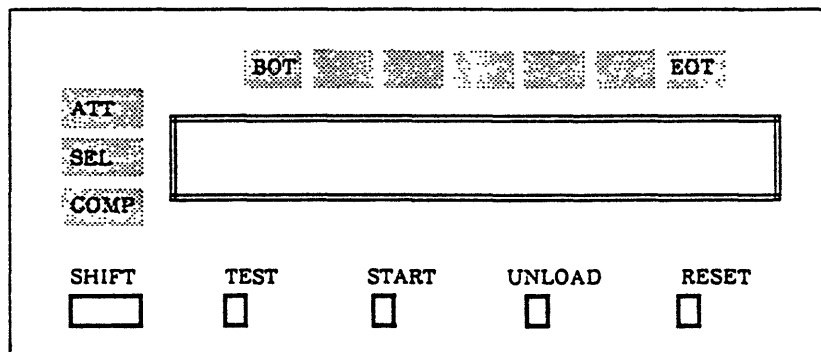 BOT EOT
ATT
SEL
COMP
SHIFT TEST START UNLOAD RESET